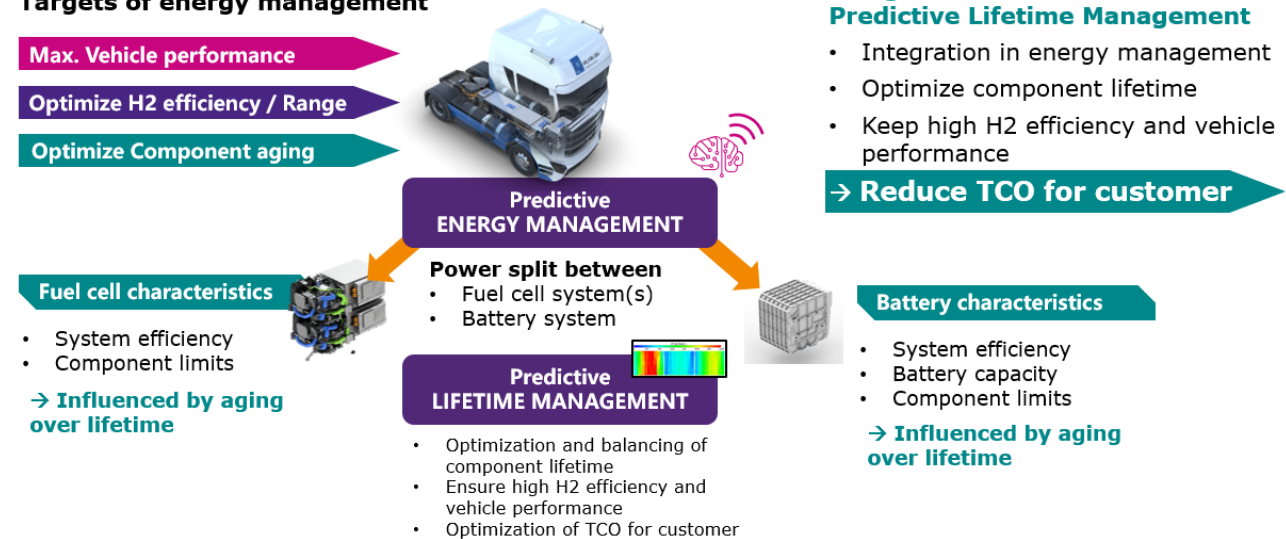 Targets of energy management
Max. Vehicle performance
Optimize H2 efficiency / Range
Optimize Component aging
Predictive Lifetime Management
• Integration in energy management
• Optimize component lifetime
• Keep high H2 efficiency and vehicle
performance
→ Reduce TCO for customer
Predictive
ENERGY MANAGEMENT
Power split between
• Fuel cell system(s)
• Battery system
Fuel cell characteristics
• System efficiency
• Component limits
→ Influenced by aging
over lifetime
Battery characteristics
• System efficiency
• Battery capacity
• Component limits
→ Influenced by aging
over lifetime
Predictive
LIFETIME MANAGEMENT
• Optimization and balancing of
component lifetime
• Ensure high H2 efficiency and
vehicle performance
• Optimization of TCO for customer